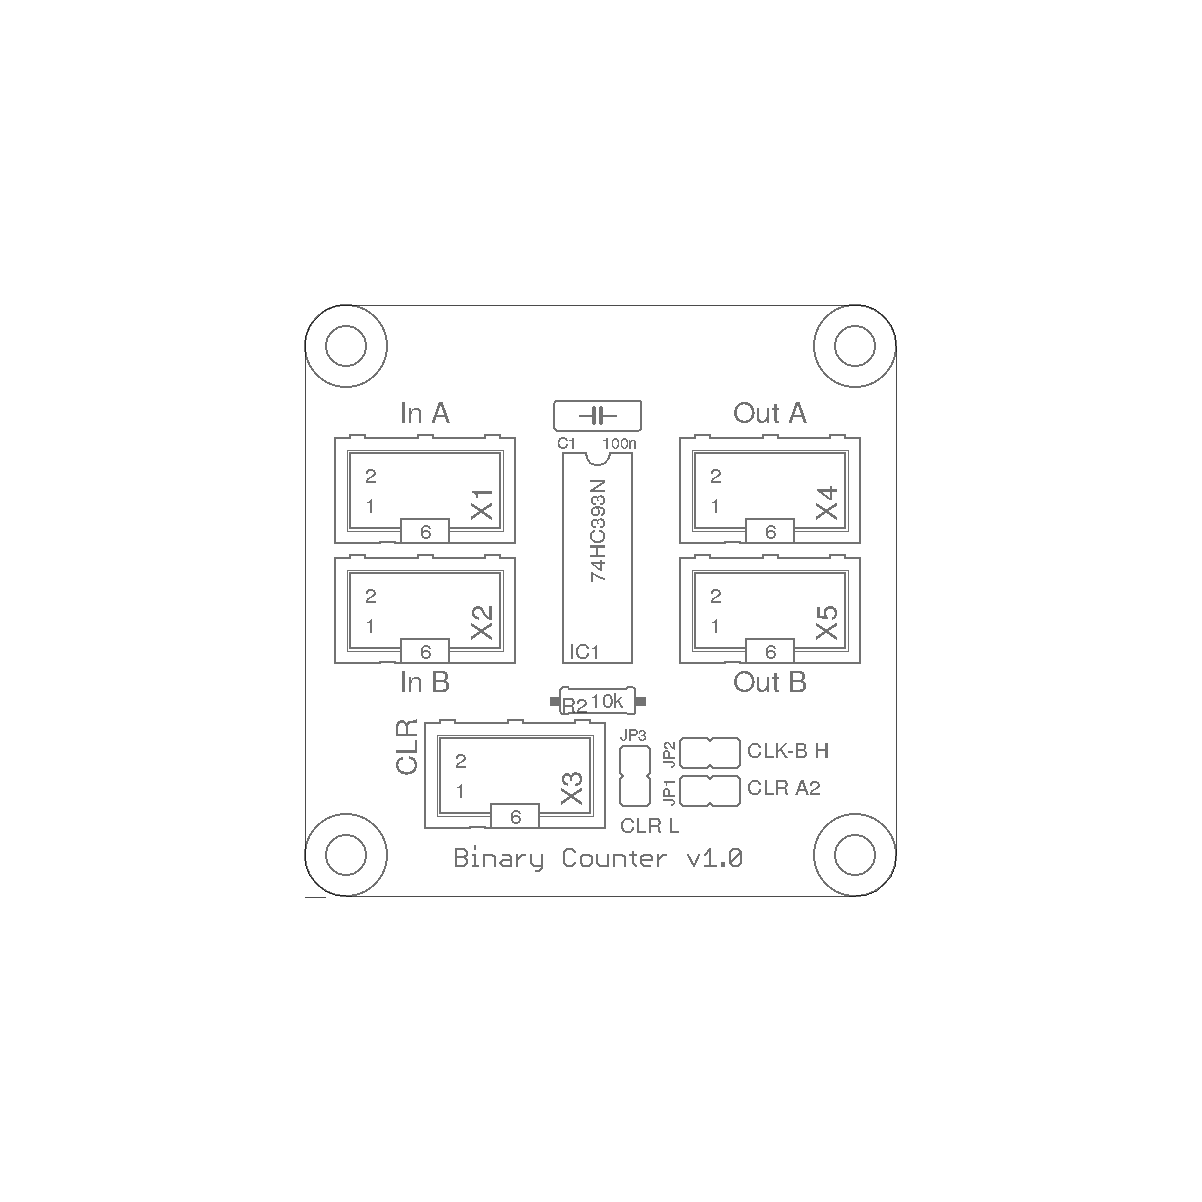 In A
Out A
C1 100n
2
1
X1
6
74HC393N
IC1
2
1
X4
6
2
1
X2
6
2
1
X5
6
In B
Out B
R2 10k
CLR
2
1
X3
6
JP3
JP2
CLK-B H
JP1
CLR A2
CLR L
Binary Counter v1.0